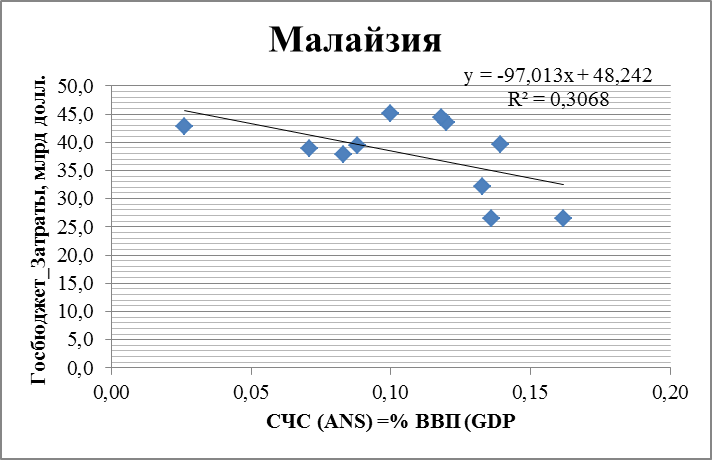 Малайзия
y = -97,013x + 48,242
R² = 0,3068
Госбюджет_Затраты, млрд долл.
50,0
45,0
40,0
35,0
30,0
25,0
20,0
15,0
10,0
5,0
0,0
0,00 0,05 0,10 0,15 0,20
СЧС (ANS) =% ВВП (GDP